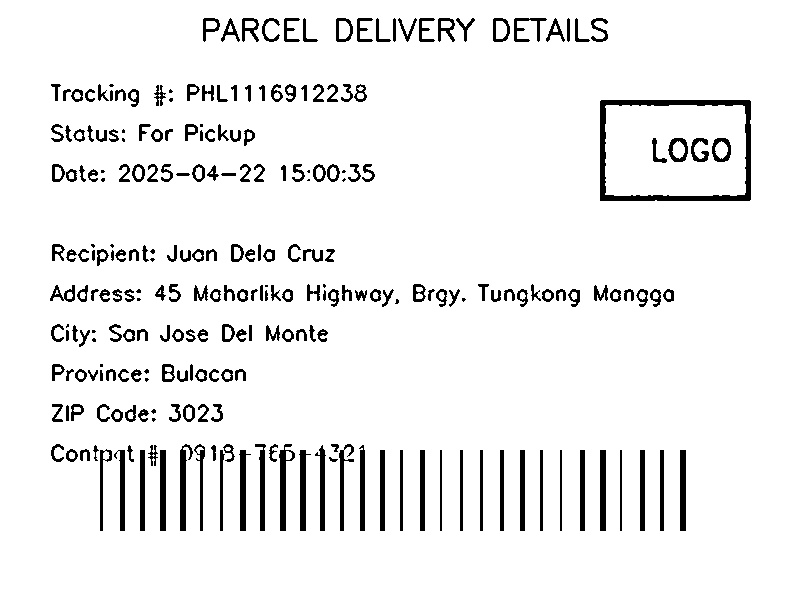 PARCEL DELIVERY DETAILS
Tracking #: PHL1116912238
Status: For Pickup
Date: 2025-04-22 15:00:35
LOGO
Recipient: Juan Dela Cruz
Address: 45 Maharlika Highway, Brgy. Tungkong Mangga
City: San Jose Del Monte
Province: Bulacan
ZIP Code: 3023
Contact #: 0918-765-4321